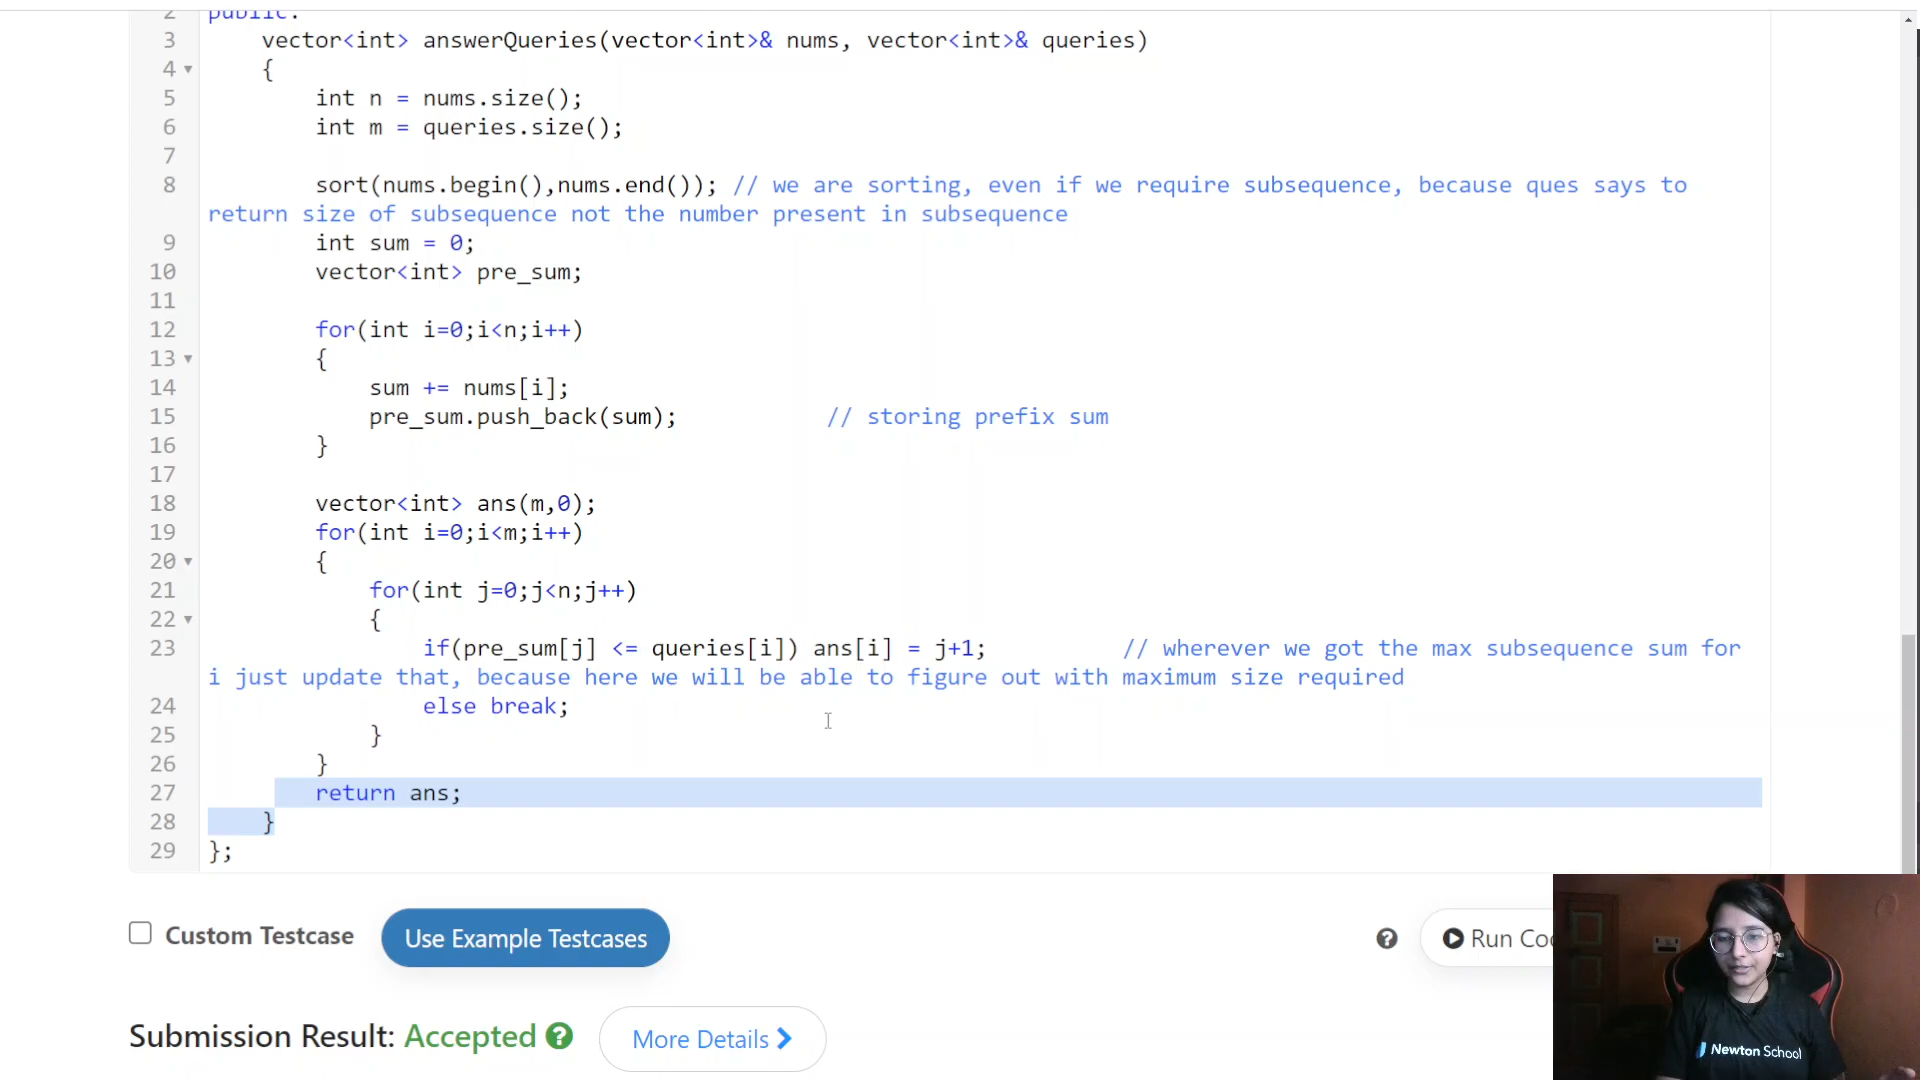 2 public:
3 vector<int> answerQueries(vector<int>& nums, vector<int>& queries)
4 {
5 int n = nums.size();
6 int m = queries.size();
7
8 sort(nums.begin(),nums.end()); // we are sorting, even if we require subsequence, because ques says to
return size of subsequence not the number present in subsequence
9 int sum = 0;
10 vector<int> pre_sum;
11
12 for(int i=0;i<n;i++)
13 {
14 sum += nums[i];
15 pre_sum.push_back(sum); // storing prefix sum
16 }
17
18 vector<int> ans(m,0);
19 for(int i=0;i<m;i++)
20 {
21 for(int j=0;j<n;j++)
22 {
23 if(pre_sum[j] <= queries[i]) ans[i] = j+1; // wherever we got the max subsequence sum for
i just update that, because here we will be able to figure out with maximum size required
24 else break;
25 }
26 }
27 return ans;
28 }
29 };
Custom Testcase Use Example Testcases ? Run Co
Submission Result: Accepted ? More Details
Newton School